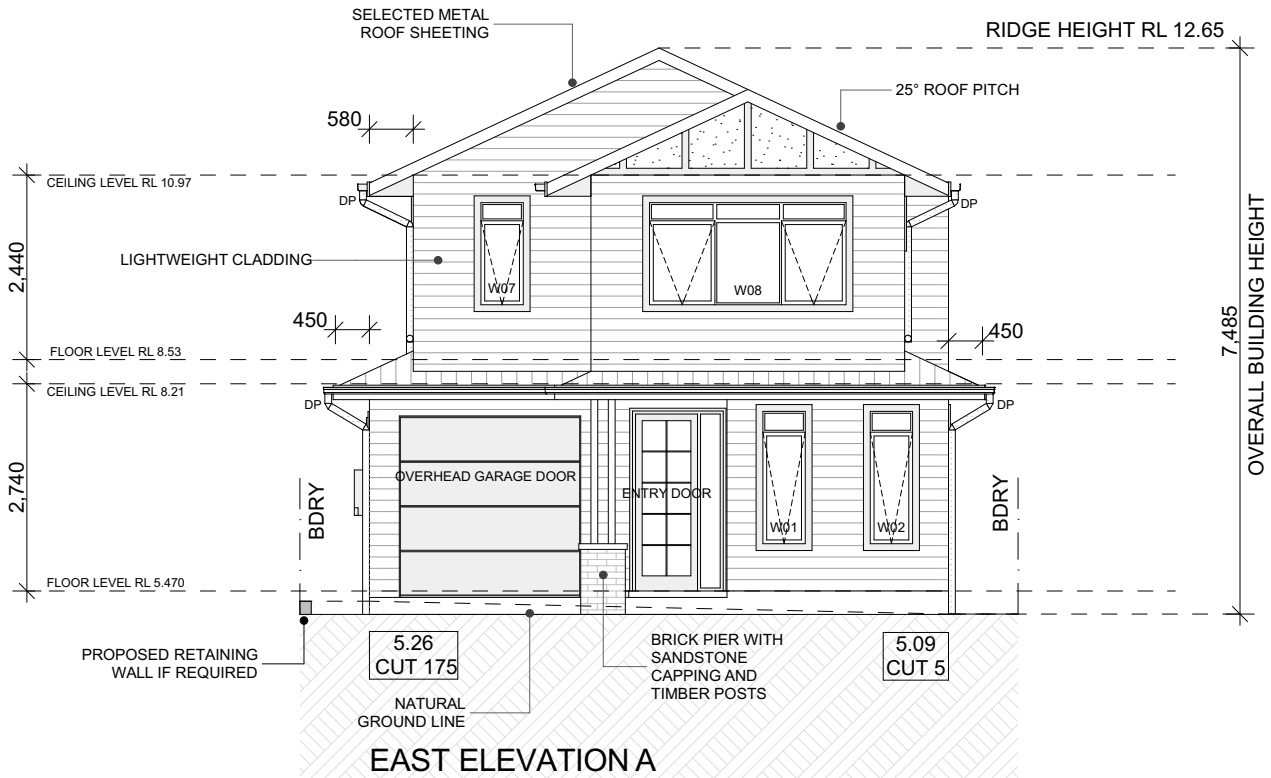 SELECTED METAL
ROOF SHEETING
RIDGE HEIGHT RL 12.65
25° ROOF PITCH
580
CEILING LEVEL RL 10.97
DP
DP
LIGHTWEIGHT CLADDING
W07
W08
2,440
450
450
FLOOR LEVEL RL 8.53
CEILING LEVEL RL 8.21
DP
DP
7,485
OVERALL BUILDING HEIGHT
2,740
OVERHEAD GARAGE DOOR
ENTRY DOOR
W01
W02
BDRY
BDRY
FLOOR LEVEL RL 5.470
PROPOSED RETAINING
WALL IF REQUIRED
5.26
CUT 175
NATURAL
GROUND LINE
BRICK PIER WITH
SANDSTONE
CAPPING AND
TIMBER POSTS
5.09
CUT 5
EAST ELEVATION A